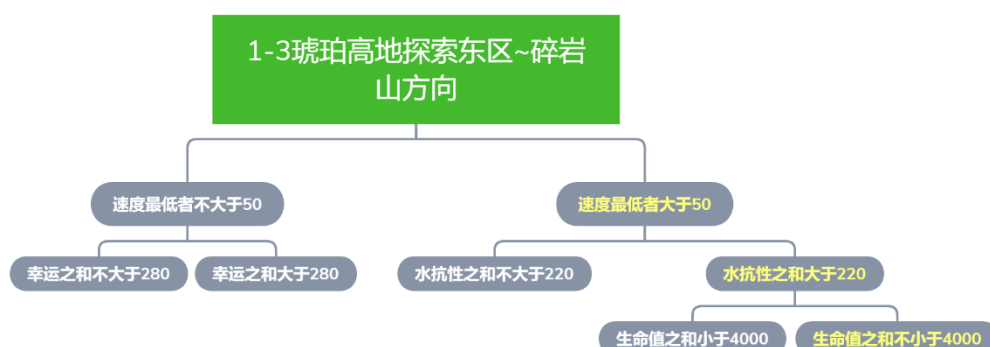 1-3琥珀高地探索东区~碎岩
山方向
速度最低者不大于50
速度最低者大于50
幸运之和不大于280
幸运之和大于280
水抗性之和不大于220
水抗性之和大于220
生命值之和小于4000
生命值之和不小于4000